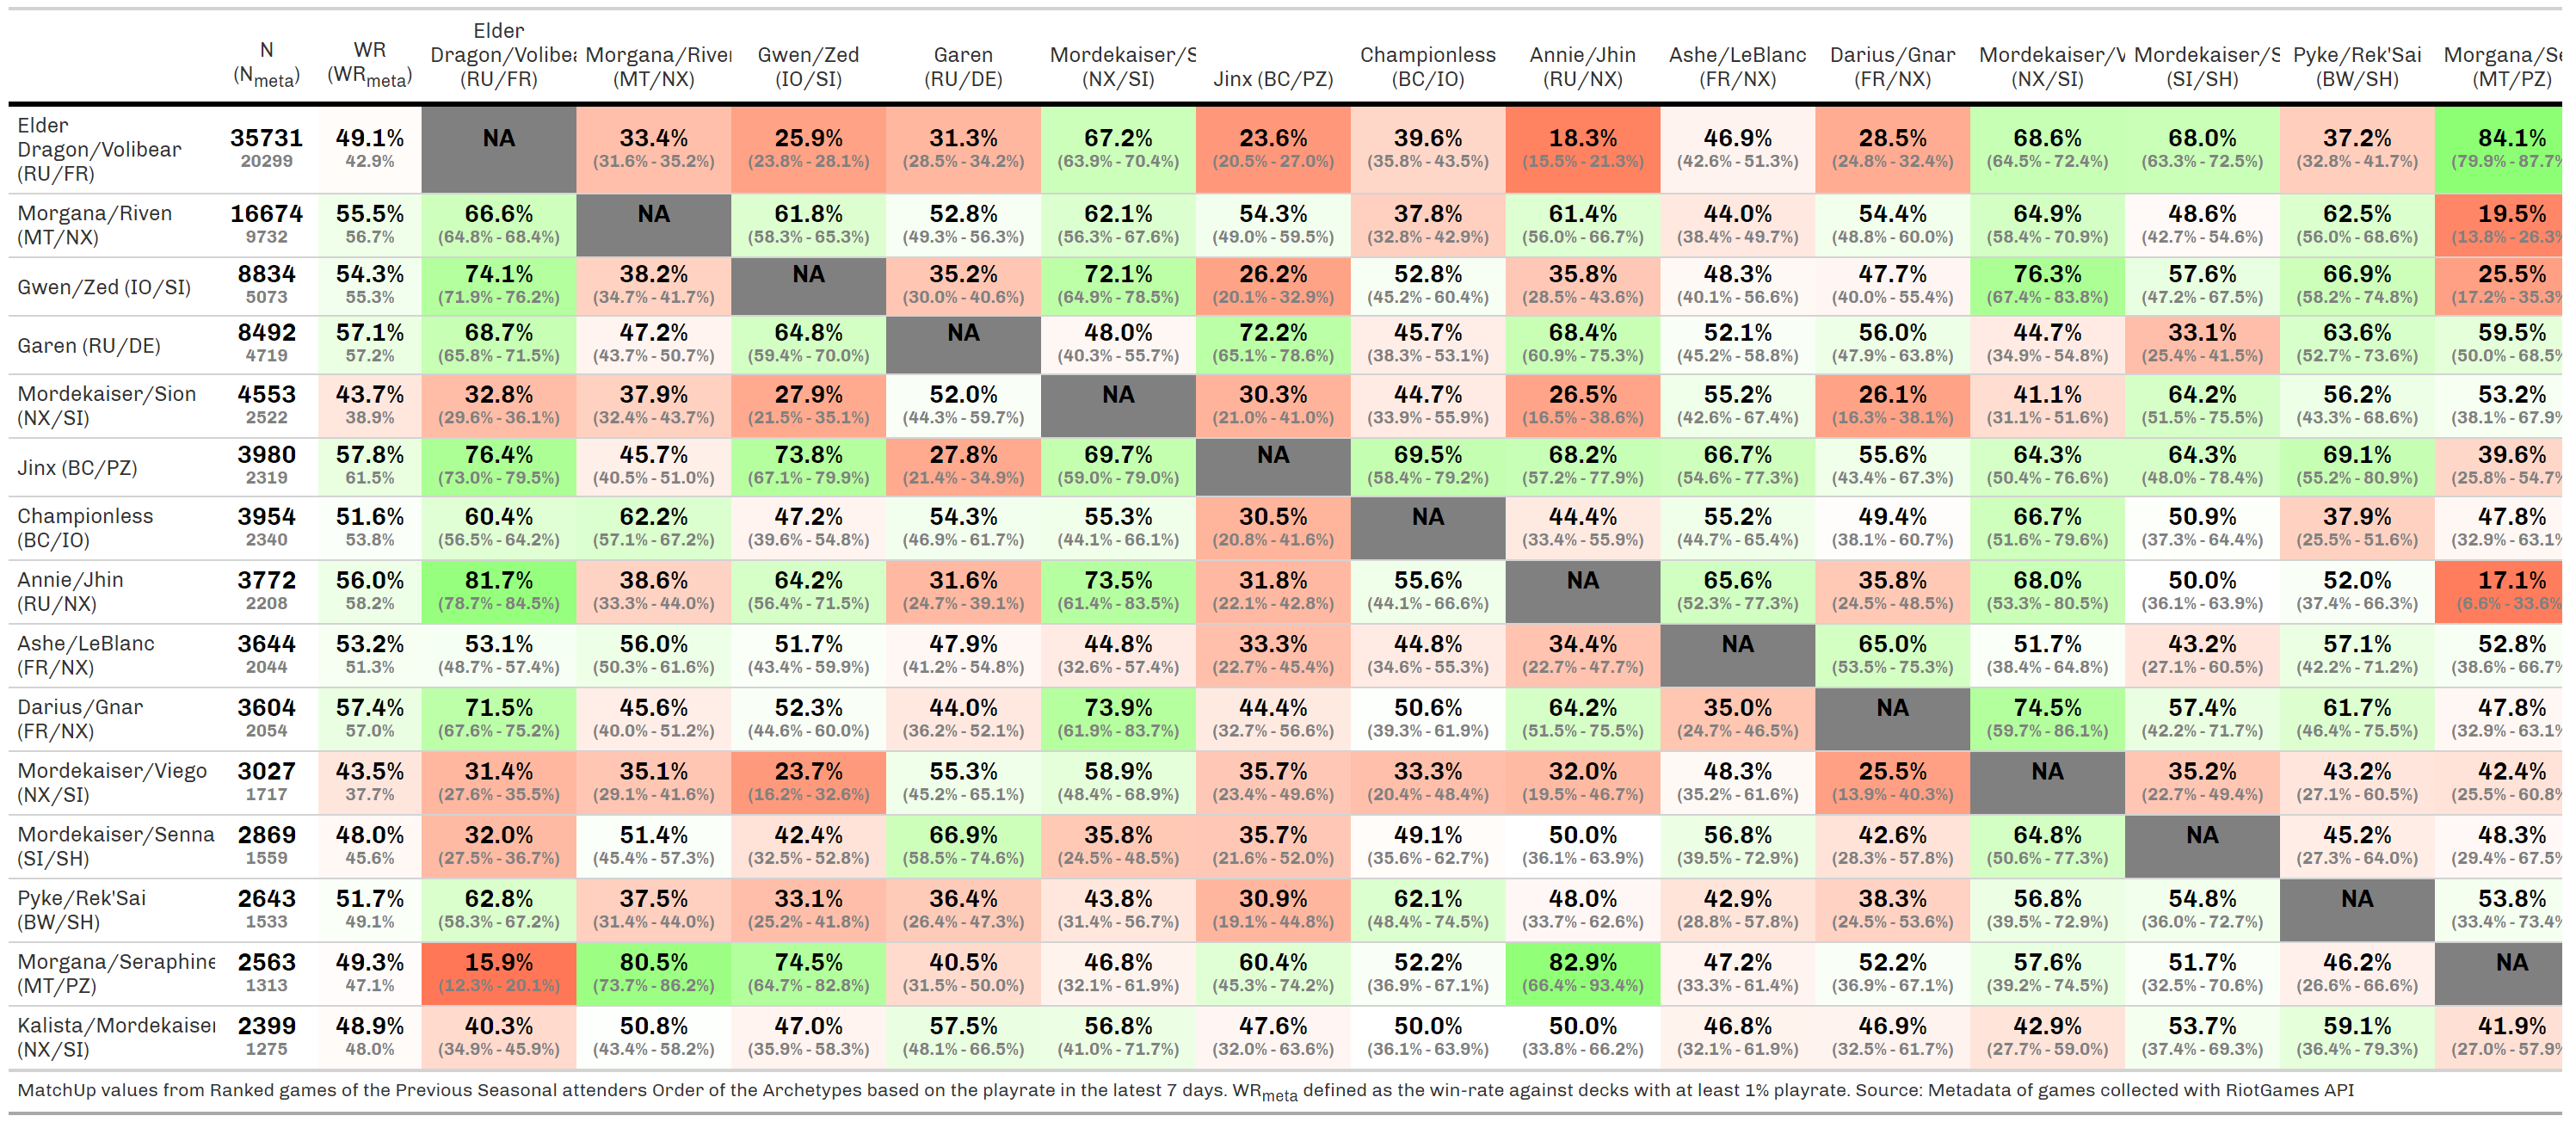 N (N_meta) WR (WR_meta) Elder Dragon/Volibea (RU/FR) Morgana/Riven (MT/NX) Gwen/Zed (IO/SI) Garen (RU/DE) Mordekaiser/S (NX/SI) Jinx (BC/PZ) Championless (BC/IO) Annie/Jhin (RU/NX) Ashe/LeBlanc (FR/NX) Darius/Gnar (FR/NX) Mordekaiser/V (NX/SI) Mordekaiser/S (SI/SH) Pyke/Rek'Sai (BW/SH) Morgana/Se (MT/PZ)
Elder Dragon/Volibear (RU/FR) 35731 49.1% NA 33.4% 25.9% 31.3% 67.2% 23.6% 39.6% 18.3% 46.9% 28.5% 68.6% 68.0% 37.2% 84.1%
20299 42.9% (31.6% - 35.2%) (23.8% - 28.1%) (28.5% - 34.2%) (63.9% - 70.4%) (20.5% - 27.0%) (35.8% - 43.5%) (15.5% - 21.3%) (42.6% - 51.3%) (24.8% - 32.4%) (64.5% - 72.4%) (63.3% - 72.5%) (32.8% - 41.7%) (79.9% - 87.7%
Morgana/Riven (MT/NX) 16674 55.5% 66.6% NA 61.8% 52.8% 62.1% 54.3% 37.8% 61.4% 44.0% 54.4% 64.9% 48.6% 62.5% 19.5%
9732 56.7% (64.8% - 68.4%) (58.3% - 65.3%) (49.3% - 56.3%) (56.3% - 67.6%) (49.0% - 59.5%) (32.8% - 42.9%) (56.0% - 66.7%) (38.4% - 49.7%) (48.8% - 60.0%) (58.4% - 70.9%) (42.7% - 54.6%) (56.0% - 68.6%) (13.8% - 26.3%
Gwen/Zed (IO/SI) 8834 54.3% 74.1% 38.2% NA 35.2% 72.1% 26.2% 52.8% 35.8% 48.3% 47.7% 76.3% 57.6% 66.9% 25.5%
5073 55.3% (71.9% - 76.2%) (34.7% - 41.7%) (30.0% - 40.6%) (64.9% - 78.5%) (20.1% - 32.9%) (45.2% - 60.4%) (28.5% - 43.6%) (40.1% - 56.6%) (40.0% - 55.4%) (67.4% - 83.8%) (47.2% - 67.5%) (58.2% - 74.8%) (17.2% - 35.3%
Garen (RU/DE) 8492 57.1% 68.7% 47.2% 64.8% NA 48.0% 72.2% 45.7% 68.4% 52.1% 56.0% 44.7% 33.1% 63.6% 59.5%
4719 57.2% (65.8% - 71.5%) (43.7% - 50.7%) (59.4% - 70.0%) (40.3% - 55.7%) (65.1% - 78.6%) (38.3% - 53.1%) (60.9% - 75.3%) (45.2% - 58.8%) (47.9% - 63.8%) (34.9% - 54.8%) (25.4% - 41.5%) (52.7% - 73.6%) (50.0% - 68.5%
Mordekaiser/Sion (NX/SI) 4553 43.7% 32.8% 37.9% 27.9% 52.0% NA 30.3% 44.7% 26.5% 55.2% 26.1% 41.1% 64.2% 56.2% 53.2%
2522 38.9% (29.6% - 36.1%) (32.4% - 43.7%) (21.5% - 35.1%) (44.3% - 59.7%) (21.0% - 41.0%) (33.9% - 55.9%) (16.5% - 38.6%) (42.6% - 67.4%) (16.3% - 38.1%) (31.1% - 51.6%) (51.5% - 75.5%) (43.3% - 68.6%) (38.1% - 67.9%
Jinx (BC/PZ) 3980 57.8% 76.4% 45.7% 73.8% 27.8% 69.7% NA 69.5% 68.2% 66.7% 55.6% 64.3% 64.3% 69.1% 39.6%
2319 61.5% (73.0% - 79.5%) (40.5% - 51.0%) (67.1% - 79.9%) (21.4% - 34.9%) (59.0% - 79.0%) (58.4% - 79.2%) (57.2% - 77.9%) (54.6% - 77.3%) (43.4% - 67.3%) (50.4% - 76.6%) (48.0% - 78.4%) (55.2% - 80.9%) (25.8% - 54.7%
Championless (BC/IO) 3954 51.6% 60.4% 62.2% 47.2% 54.3% 55.3% 30.5% NA 44.4% 55.2% 49.4% 66.7% 50.9% 37.9% 47.8%
2340 53.8% (56.5% - 64.2%) (57.1% - 67.2%) (39.6% - 54.8%) (46.9% - 61.7%) (44.1% - 66.1%) (20.8% - 41.6%) (33.4% - 55.9%) (44.7% - 65.4%) (38.1% - 60.7%) (51.6% - 79.6%) (37.3% - 64.4%) (25.5% - 51.6%) (32.9% - 63.1%
Annie/Jhin (RU/NX) 3772 56.0% 81.7% 38.6% 64.2% 31.6% 73.5% 31.8% 55.6% NA 65.6% 35.8% 68.0% 50.0% 52.0% 17.1%
2208 58.2% (78.7% - 84.5%) (33.3% - 44.0%) (56.4% - 71.5%) (24.7% - 39.1%) (61.4% - 83.5%) (22.1% - 42.8%) (44.1% - 66.6%) (52.3% - 77.3%) (24.5% - 48.5%) (53.3% - 80.5%) (36.1% - 63.9%) (37.4% - 66.3%) (6.6% - 33.6%
Ashe/LeBlanc (FR/NX) 3644 53.2% 53.1% 56.0% 51.7% 47.9% 44.8% 33.3% 44.8% 34.4% NA 65.0% 51.7% 43.2% 57.1% 52.8%
2044 51.3% (48.7% - 57.4%) (50.3% - 61.6%) (43.4% - 59.9%) (41.2% - 54.8%) (32.6% - 57.4%) (22.7% - 45.4%) (34.6% - 55.3%) (22.7% - 47.7%) (53.5% - 75.3%) (38.4% - 64.8%) (27.1% - 60.5%) (42.2% - 71.2%) (38.6% - 66.7%
Darius/Gnar (FR/NX) 3604 57.4% 71.5% 45.6% 52.3% 44.0% 73.9% 44.4% 50.6% 64.2% 35.0% NA 74.5% 57.4% 61.7% 47.8%
2054 57.0% (67.6% - 75.2%) (40.0% - 51.2%) (44.6% - 60.0%) (36.2% - 52.1%) (61.9% - 83.7%) (32.7% - 56.6%) (39.3% - 61.9%) (51.5% - 75.5%) (24.7% - 46.5%) (59.7% - 86.1%) (42.2% - 71.7%) (46.4% - 75.5%) (32.9% - 63.1%
Mordekaiser/Viego (NX/SI) 3027 43.5% 31.4% 35.1% 23.7% 55.3% 58.9% 35.7% 33.3% 32.0% 48.3% 25.5% NA 35.2% 43.2% 42.4%
1717 37.7% (27.6% - 35.5%) (29.1% - 41.6%) (16.2% - 32.6%) (45.2% - 65.1%) (48.4% - 68.9%) (23.4% - 49.6%) (20.4% - 48.4%) (19.5% - 46.7%) (35.2% - 61.6%) (13.9% - 40.3%) (22.7% - 49.4%) (27.1% - 60.5%) (25.5% - 60.8%
Mordekaiser/Senna (SI/SH) 2869 48.0% 32.0% 51.4% 42.4% 66.9% 35.8% 35.7% 49.1% 50.0% 56.8% 42.6% 64.8% NA 45.2% 48.3%
1559 45.6% (27.5% - 36.7%) (45.4% - 57.3%) (32.5% - 52.8%) (58.5% - 74.6%) (24.5% - 48.5%) (21.6% - 52.0%) (35.6% - 62.7%) (36.1% - 63.9%) (39.5% - 72.9%) (28.3% - 57.8%) (50.6% - 77.3%) (27.3% - 64.0%) (29.4% - 67.5%
Pyke/Rek'Sai (BW/SH) 2643 51.7% 62.8% 37.5% 33.1% 36.4% 43.8% 30.9% 62.1% 48.0% 42.9% 38.3% 56.8% 54.8% NA 53.8%
1533 49.1% (58.3% - 67.2%) (31.4% - 44.0%) (25.2% - 41.8%) (26.4% - 47.3%) (31.4% - 56.7%) (19.1% - 44.8%) (48.4% - 74.5%) (33.7% - 62.6%) (28.8% - 57.8%) (24.5% - 53.6%) (39.5% - 72.9%) (36.0% - 72.7%) (33.4% - 73.4%
Morgana/Seraphine (MT/PZ) 2563 49.3% 15.9% 80.5% 74.5% 40.5% 46.8% 60.4% 52.2% 82.9% 47.2% 52.2% 57.6% 51.7% 46.2% NA
1313 47.1% (12.3% - 20.1%) (73.7% - 86.2%) (64.7% - 82.8%) (31.5% - 50.0%) (32.1% - 61.9%) (45.3% - 74.2%) (36.9% - 67.1%) (66.4% - 93.4%) (33.3% - 61.4%) (36.9% - 67.1%) (39.2% - 74.5%) (32.5% - 70.6%) (26.6% - 66.6%)
Kalista/Mordekaiser (NX/SI) 2399 48.9% 40.3% 50.8% 47.0% 57.5% 56.8% 47.6% 50.0% 50.0% 46.8% 46.9% 42.9% 53.7% 59.1% 41.9%
1275 48.0% (34.9% - 45.9%) (43.4% - 58.2%) (35.9% - 58.3%) (48.1% - 66.5%) (41.0% - 71.7%) (32.0% - 63.6%) (36.1% - 63.9%) (33.8% - 66.2%) (32.1% - 61.9%) (32.5% - 61.7%) (27.7% - 59.0%) (37.4% - 69.3%) (36.4% - 79.3%) (27.0% - 57.9%
MatchUp values from Ranked games of the Previous Seasonal attenders Order of the Archetypes based on the playrate in the latest 7 days. WR_meta defined as the win-rate against decks with at least 1% playrate. Source: Metadata of games collected with RiotGames API